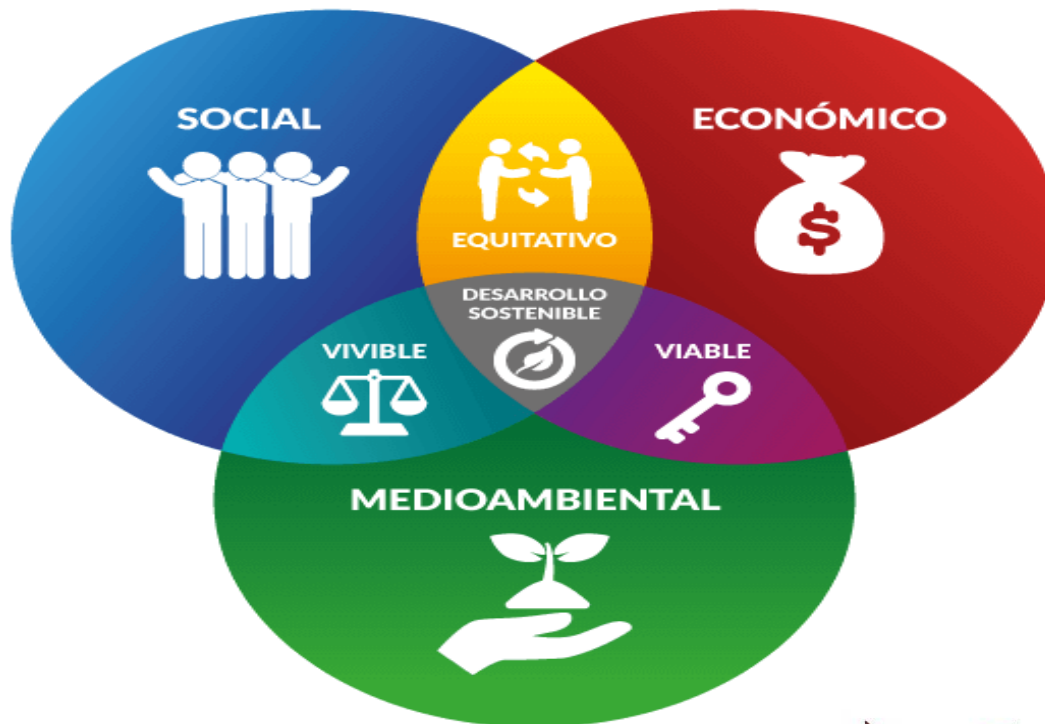 SOCIAL
ECONÓMICO
$
EQUITATIVO
DESARROLLO
SOSTENIBLE
VIVIBLE
VIABLE
MEDIOAMBIENTAL